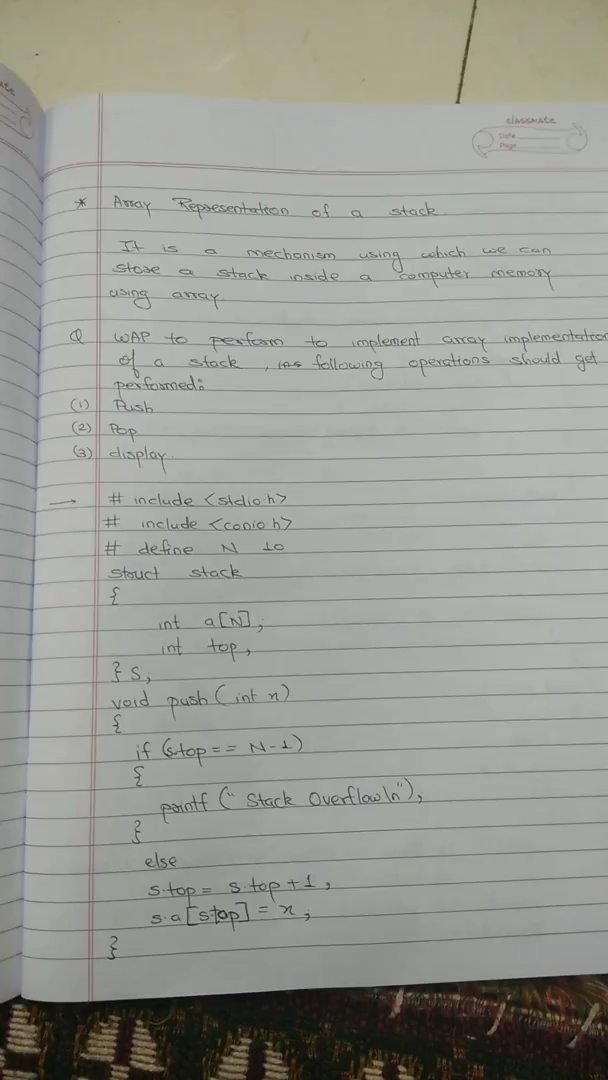 classmate
Date
Page
* Array Representation of a stack
It is a mechanism using which we can
store a stack inside a computer memory
using array.
Q WAP to perform to implement array implementation
of a stack, following operations should get
performed:
(1) Push
(2) Pop
(3) display.
→ # include <stdio.h>
# include <conio.h>
# define N 10
struct stack
{
int a[N];
int top;
} S;
void push (int x)
{
if (s.top == N-1)
{
printf (" Stack Overflow\n");
}
else
s.top = s.top + 1;
s.a[s.top] = x;
}